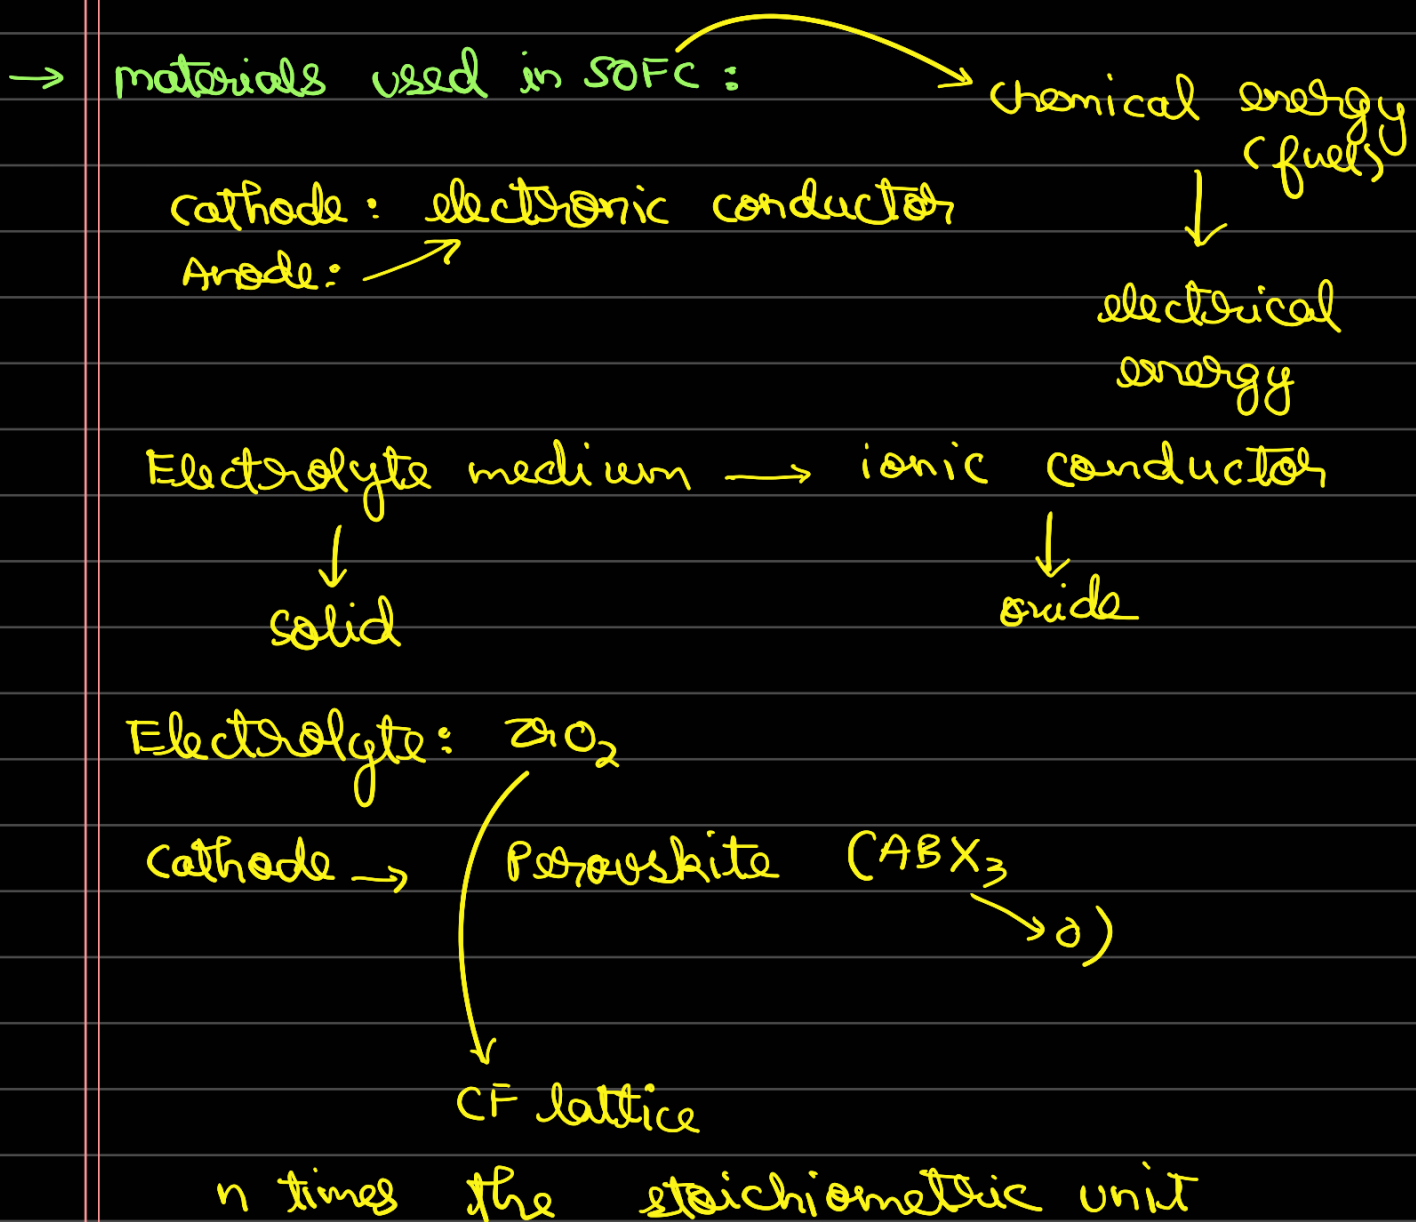 → materials used in SOFC :
chemical energy
(fuels)
↓
electrical
energy
cathode : electronic conductor
Anode :
Electrolyte medium → ionic conductor
↓ ↓
solid oxide
Electrolyte : ZrO₂
Cathode → Perovskite (ABX₃
→ O)
CF lattice
n times the stoichiometric unit